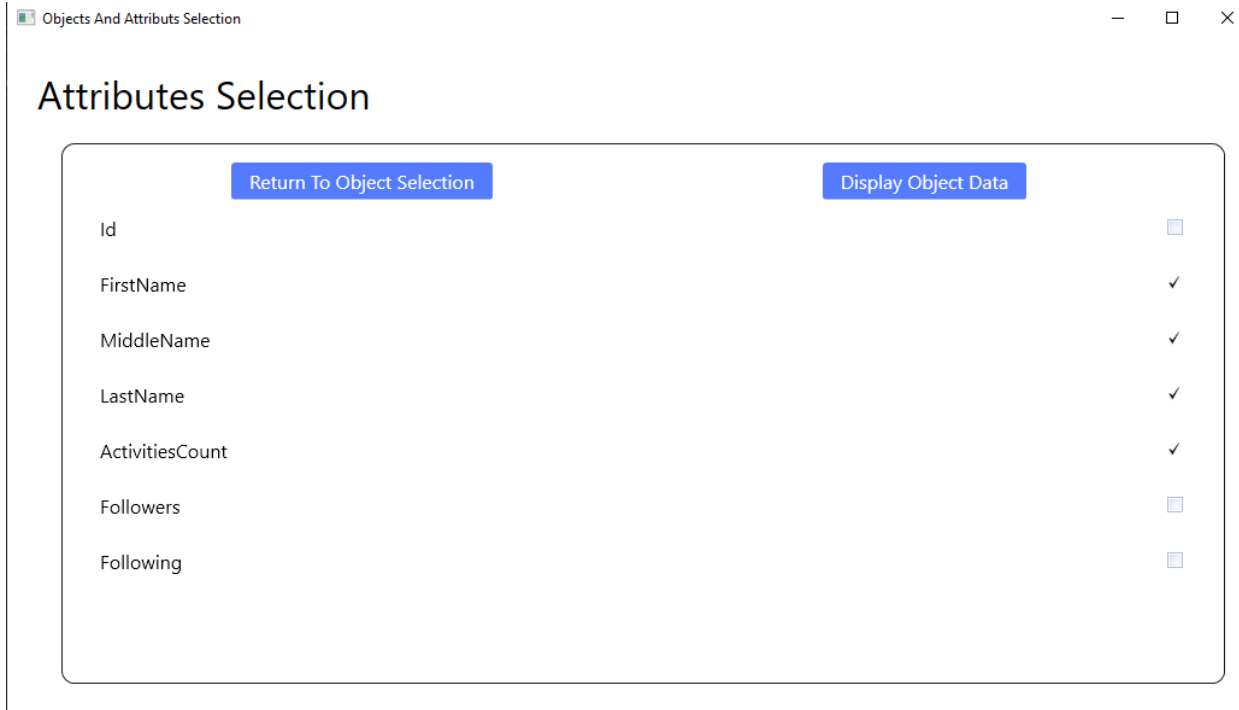 Objects And Attributs Selection
Attributes Selection
Return To Object Selection
Display Object Data
Id
FirstName
MiddleName
LastName
ActivitiesCount
Followers
Following